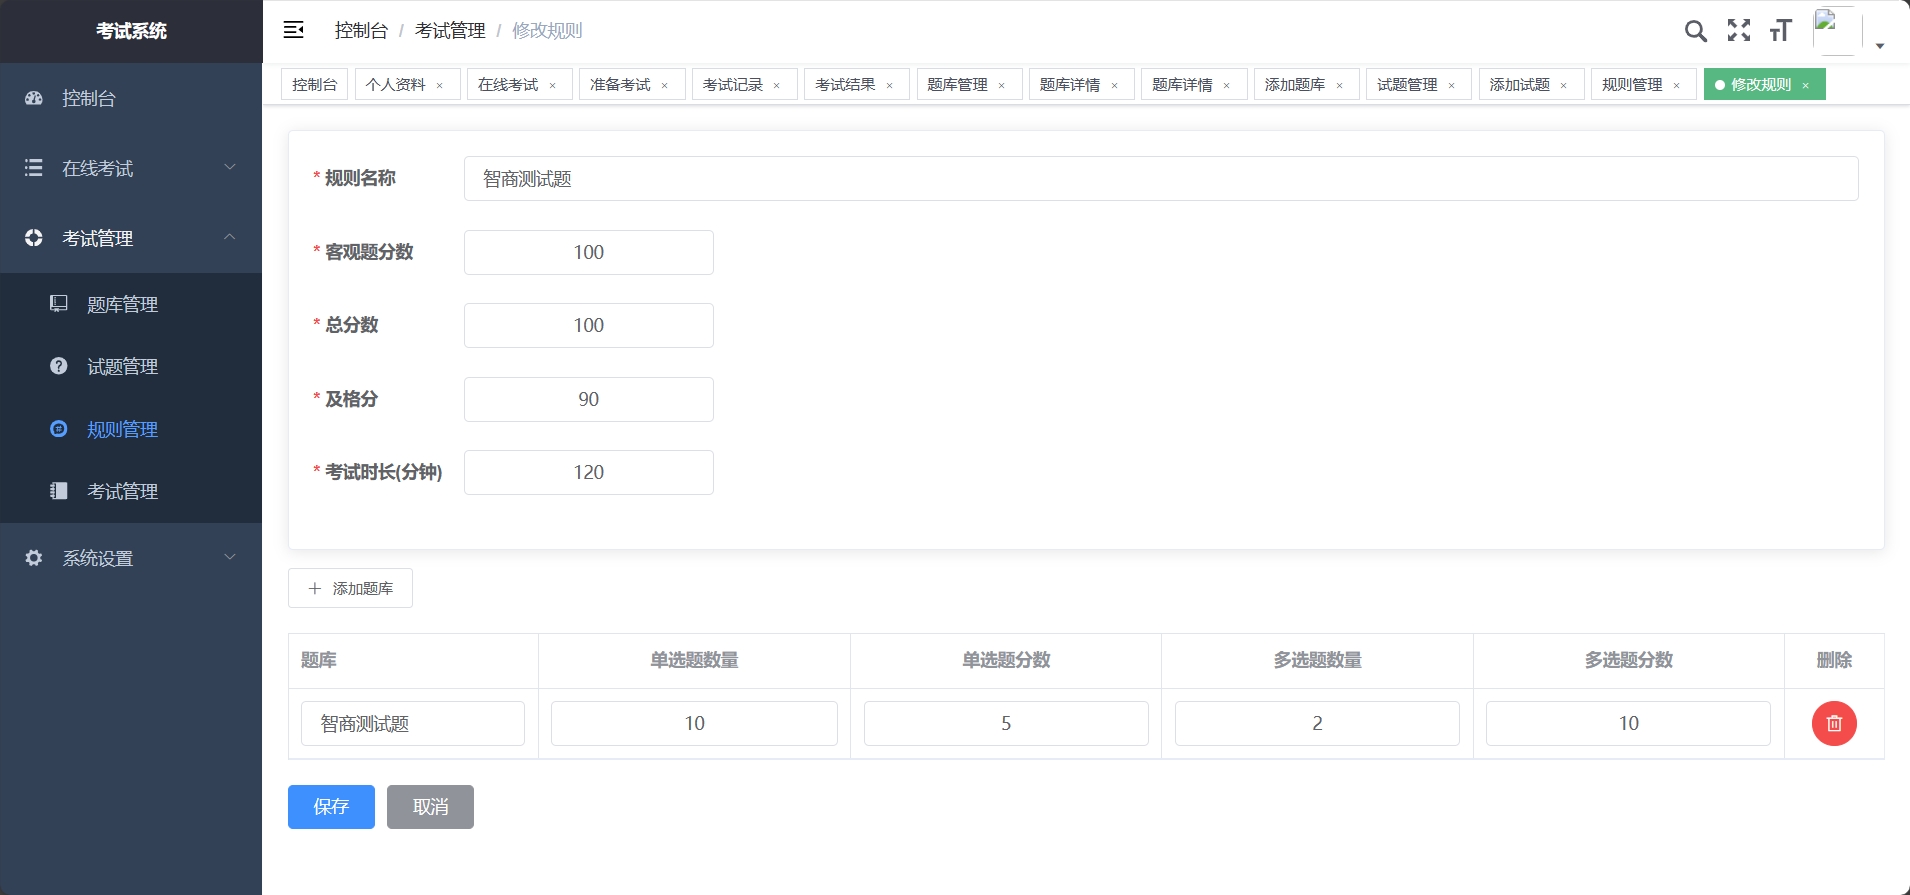 考试系统
控制台 / 考试管理 / 修改规则
控制台 个人资料 × 在线考试 × 准备考试 × 考试记录 × 考试结果 × 题库管理 × 题库详情 × 题库详情 × 添加题库 × 试题管理 × 添加试题 × 规则管理 × 修改规则 ×
控制台
在线考试
考试管理
题库管理
试题管理
规则管理
考试管理
系统设置
* 规则名称 智商测试题
* 客观题分数 100
* 总分数 100
* 及格分 90
* 考试时长(分钟) 120
+ 添加题库
题库 单选题数量 单选题分数 多选题数量 多选题分数 删除
智商测试题 10 5 2 10
保存 取消